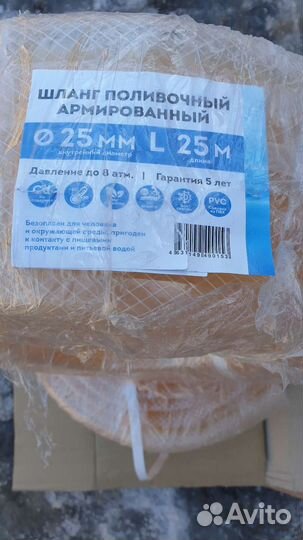 ШЛАНГ ПОЛИВОЧНЫЙ
АРМИРОВАННЫЙ
Ø 25 ММ L 25 М
внутренний диаметр длина
Давление до 8 атм. | Гарантия 5 лет
PVC
Безопасен для человека
и окружающей среды, пригоден
к контакту с пищевыми
продуктами и питьевой водой
Avito